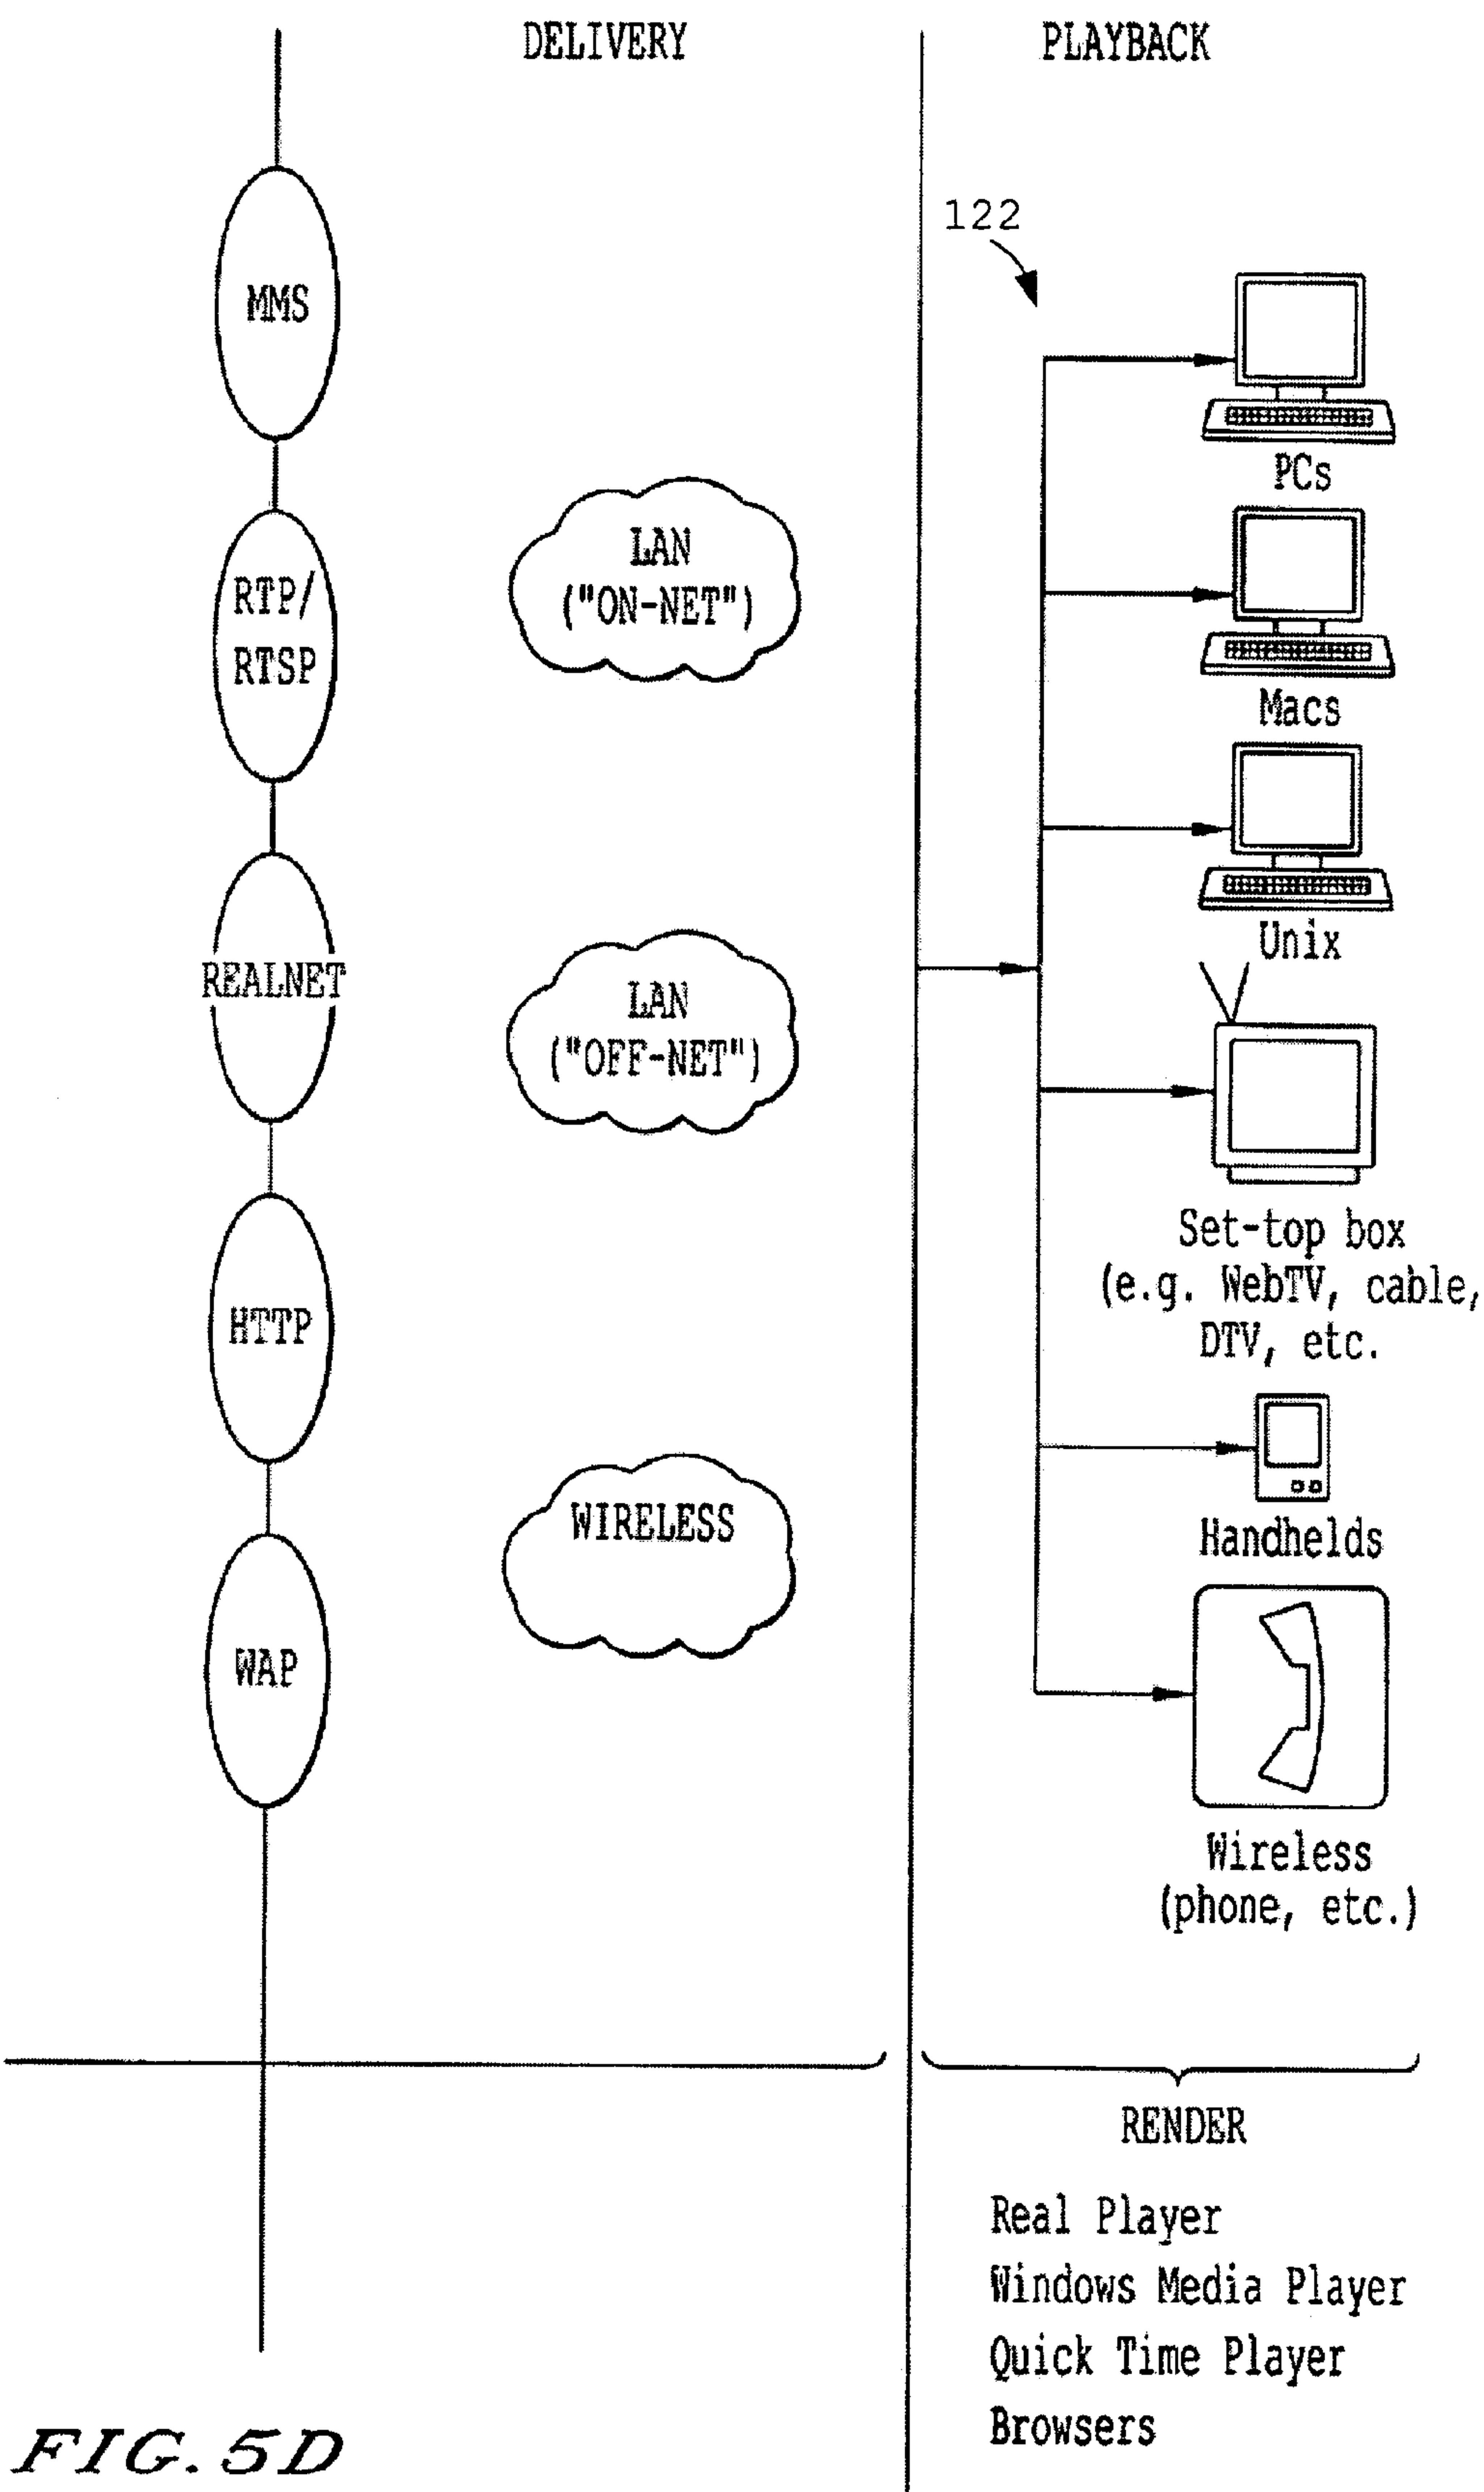 DELIVERY
PLAYBACK
122
MMS
RTP/
RTSP
REALNET
HTTP
WAP
LAN
("ON-NET")
LAN
("OFF-NET")
WIRELESS
PCs
Macs
Unix
Set-top box
(e.g. WebTV, cable,
DTV, etc.
Handhelds
Wireless
(phone, etc.)
RENDER
Real Player
Windows Media Player
Quick Time Player
Browsers
FIG. 5D